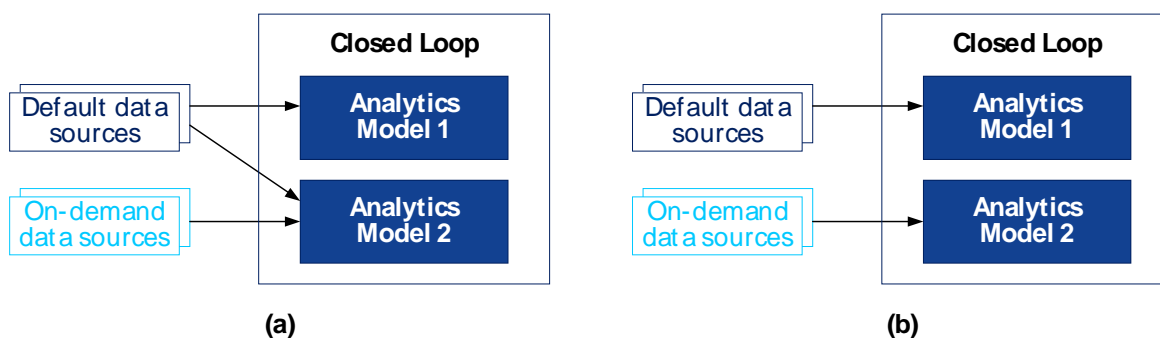 Closed Loop
Default data
sources
Analytics
Model 1
On-demand
data sources
Analytics
Model 2
(a)
Closed Loop
Default data
sources
Analytics
Model 1
On-demand
data sources
Analytics
Model 2
(b)